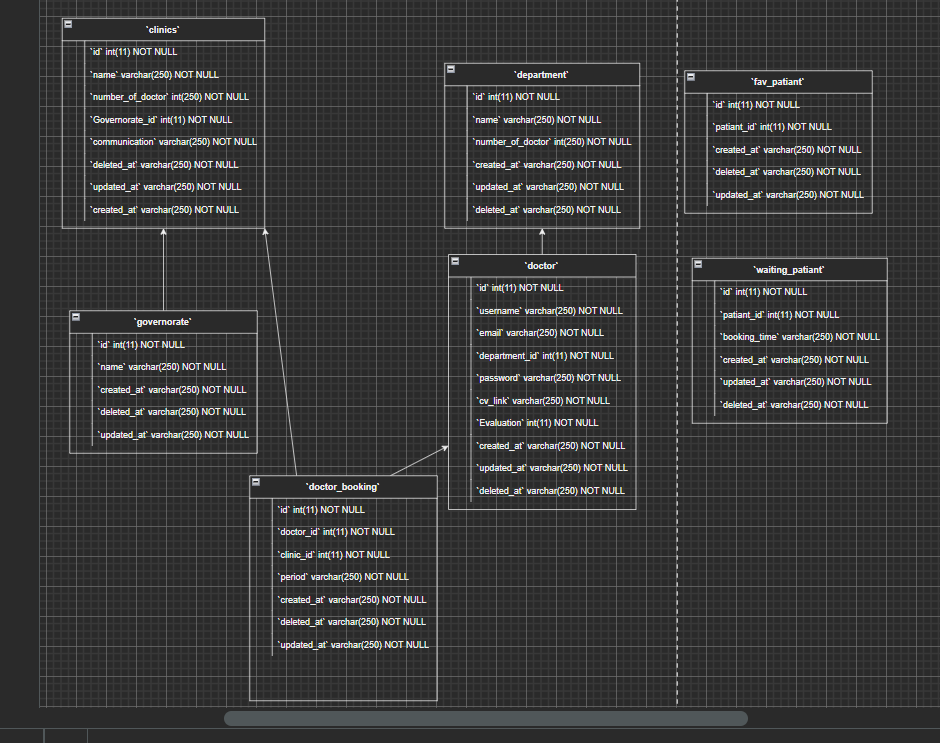 `clinics`
`id` int(11) NOT NULL
`name` varchar(250) NOT NULL
`number_of_doctor` int(250) NOT NULL
`Governorate_id` int(11) NOT NULL
`communication` varchar(250) NOT NULL
`deleted_at` varchar(250) NOT NULL
`updated_at` varchar(250) NOT NULL
`created_at` varchar(250) NOT NULL
`department`
`id` int(11) NOT NULL
`name` varchar(250) NOT NULL
`number_of_doctor` int(250) NOT NULL
`created_at` varchar(250) NOT NULL
`updated_at` varchar(250) NOT NULL
`deleted_at` varchar(250) NOT NULL
`fav_patiant`
`id` int(11) NOT NULL
`patiant_id` int(11) NOT NULL
`created_at` varchar(250) NOT NULL
`deleted_at` varchar(250) NOT NULL
`updated_at` varchar(250) NOT NULL
`governorate`
`id` int(11) NOT NULL
`name` varchar(250) NOT NULL
`created_at` varchar(250) NOT NULL
`deleted_at` varchar(250) NOT NULL
`updated_at` varchar(250) NOT NULL
`doctor`
`id` int(11) NOT NULL
`username` varchar(250) NOT NULL
`email` varchar(250) NOT NULL
`department_id` int(11) NOT NULL
`password` varchar(250) NOT NULL
`cv_link` varchar(250) NOT NULL
`Evaluation` int(11) NOT NULL
`created_at` varchar(250) NOT NULL
`updated_at` varchar(250) NOT NULL
`deleted_at` varchar(250) NOT NULL
`waiting_patiant`
`id` int(11) NOT NULL
`patiant_id` int(11) NOT NULL
`booking_time` varchar(250) NOT NULL
`created_at` varchar(250) NOT NULL
`updated_at` varchar(250) NOT NULL
`deleted_at` varchar(250) NOT NULL
`doctor_booking`
`id` int(11) NOT NULL
`doctor_id` int(11) NOT NULL
`clinic_id` int(11) NOT NULL
`period` varchar(250) NOT NULL
`created_at` varchar(250) NOT NULL
`deleted_at` varchar(250) NOT NULL
`updated_at` varchar(250) NOT NULL